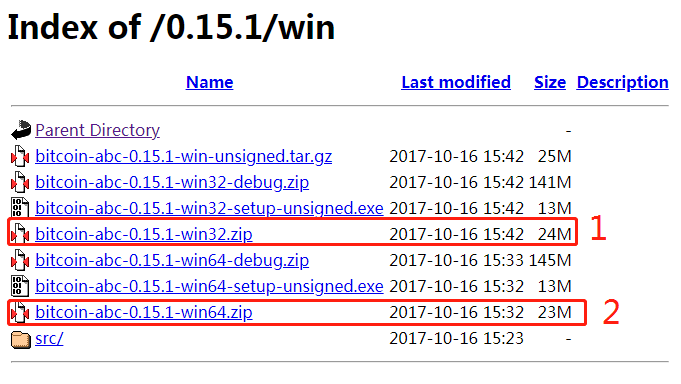 Index of /0.15.1/win
Name Last modified Size Description
Parent Directory -
bitcoin-abc-0.15.1-win-unsigned.tar.gz 2017-10-16 15:42 25M
bitcoin-abc-0.15.1-win32-debug.zip 2017-10-16 15:42 141M
bitcoin-abc-0.15.1-win32-setup-unsigned.exe 2017-10-16 15:42 13M
bitcoin-abc-0.15.1-win32.zip 2017-10-16 15:42 24M 1
bitcoin-abc-0.15.1-win64-debug.zip 2017-10-16 15:33 145M
bitcoin-abc-0.15.1-win64-setup-unsigned.exe 2017-10-16 15:32 13M
bitcoin-abc-0.15.1-win64.zip 2017-10-16 15:32 23M 2
src/ 2017-10-16 15:23 -